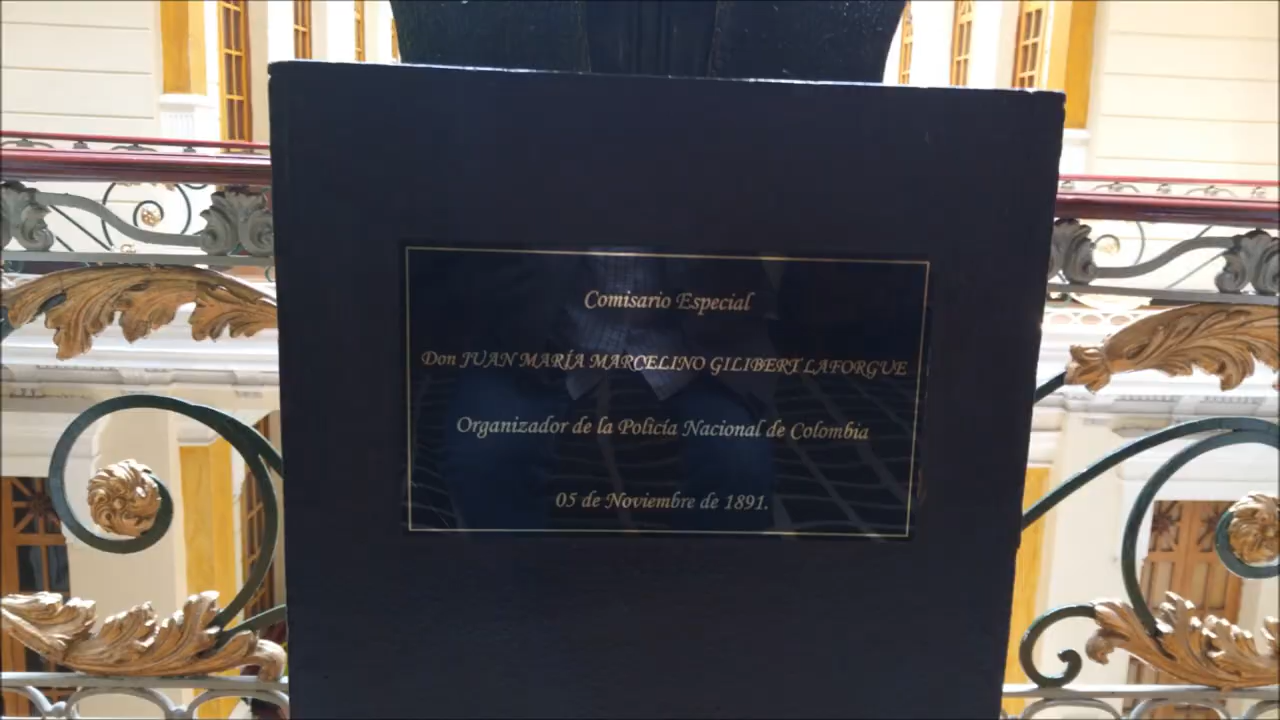 Comisario Especial
Don JUAN MARÍA MARCELINO GILIBERT LAFORGUE
Organizador de la Policía Nacional de Colombia
05 de Noviembre de 1891.